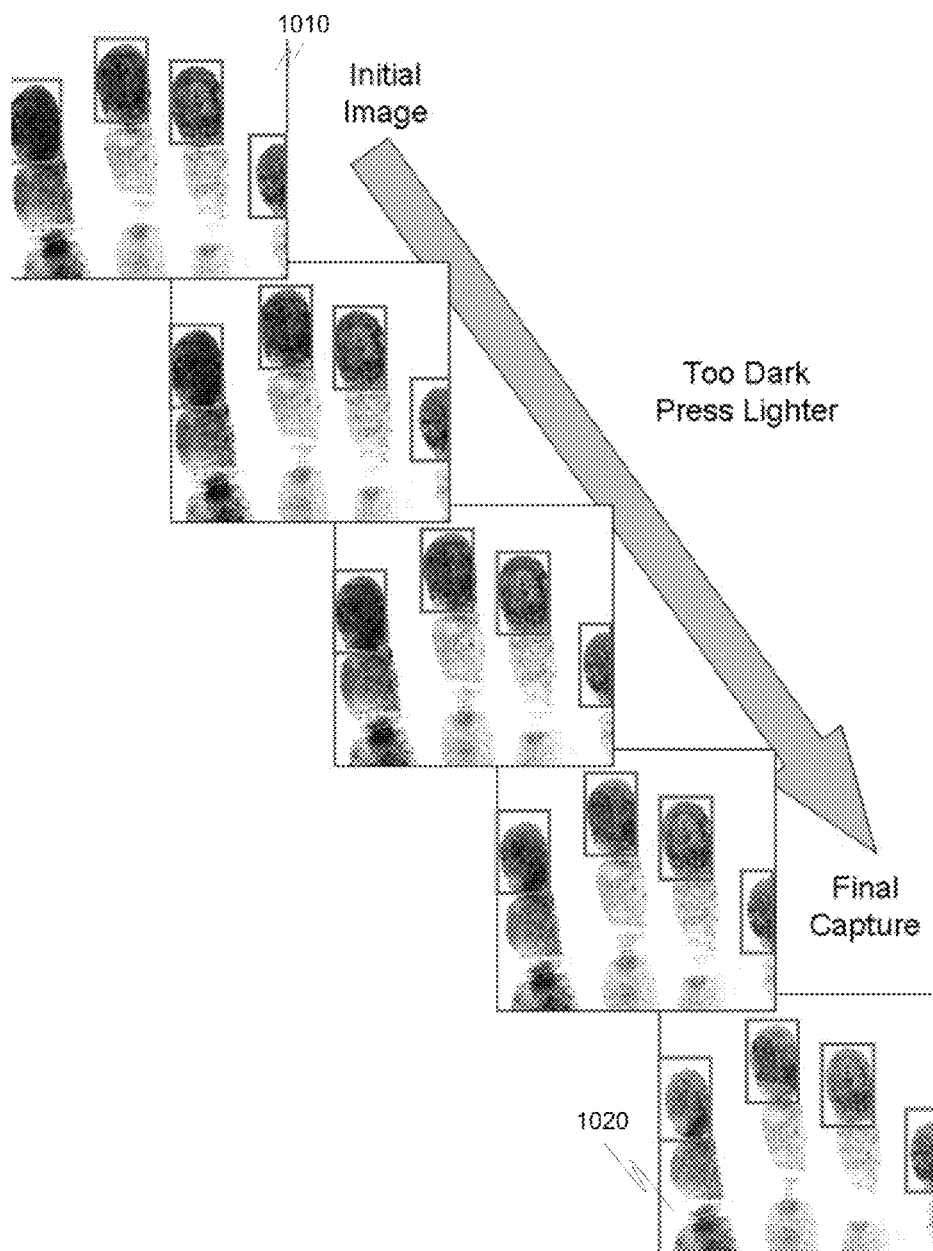 1010
Initial
Image
Too Dark
Press Lighter
Final
Capture
1020